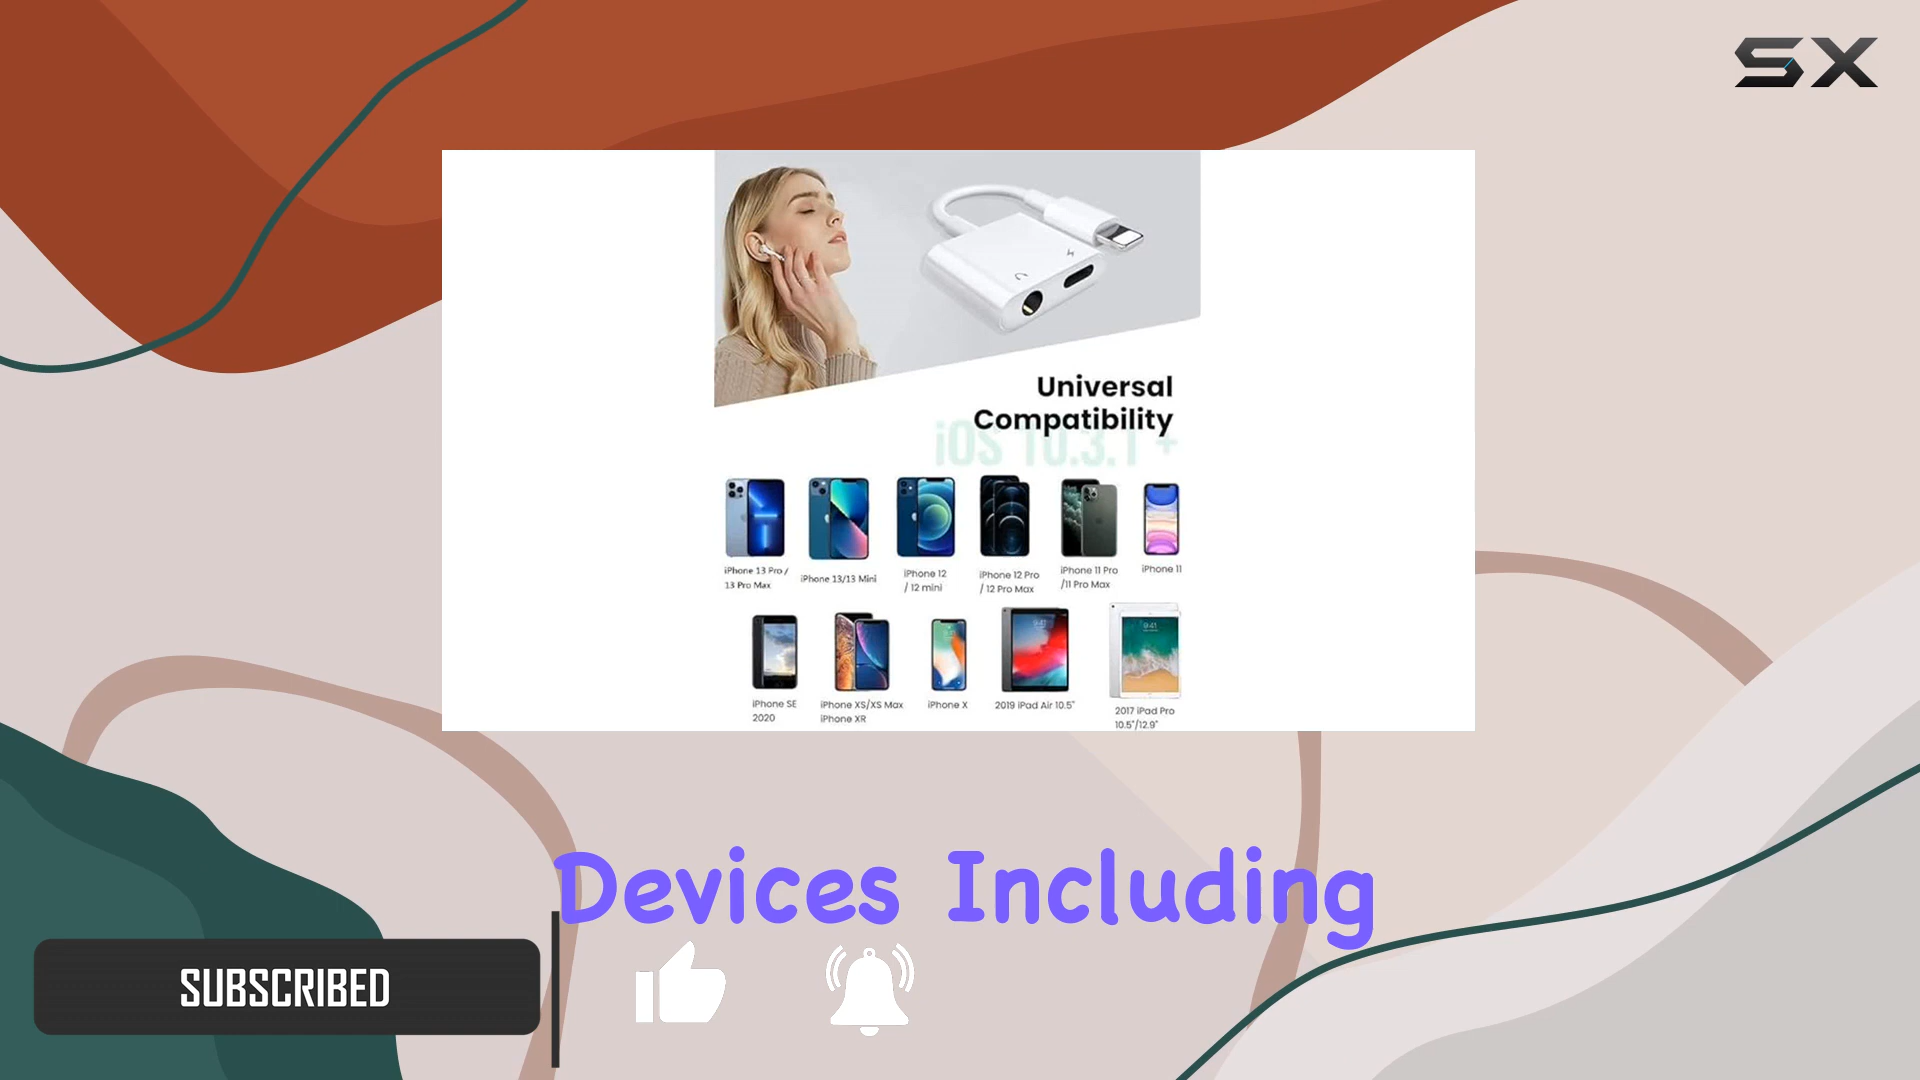 SX
Universal
Compatibility
iOS 10.3.1 +
iPhone 13 Pro / 13 Pro Max
iPhone 13/13 Mini
iPhone 12 / 12 mini
iPhone 12 Pro / 12 Pro Max
iPhone 11 Pro /11 Pro Max
iPhone 11
iPhone SE 2020
iPhone XS/XS Max iPhone XR
iPhone X
2019 iPad Air 10.5"
2017 iPad Pro 10.5"/12.9"
Devices Including
SUBSCRIBED